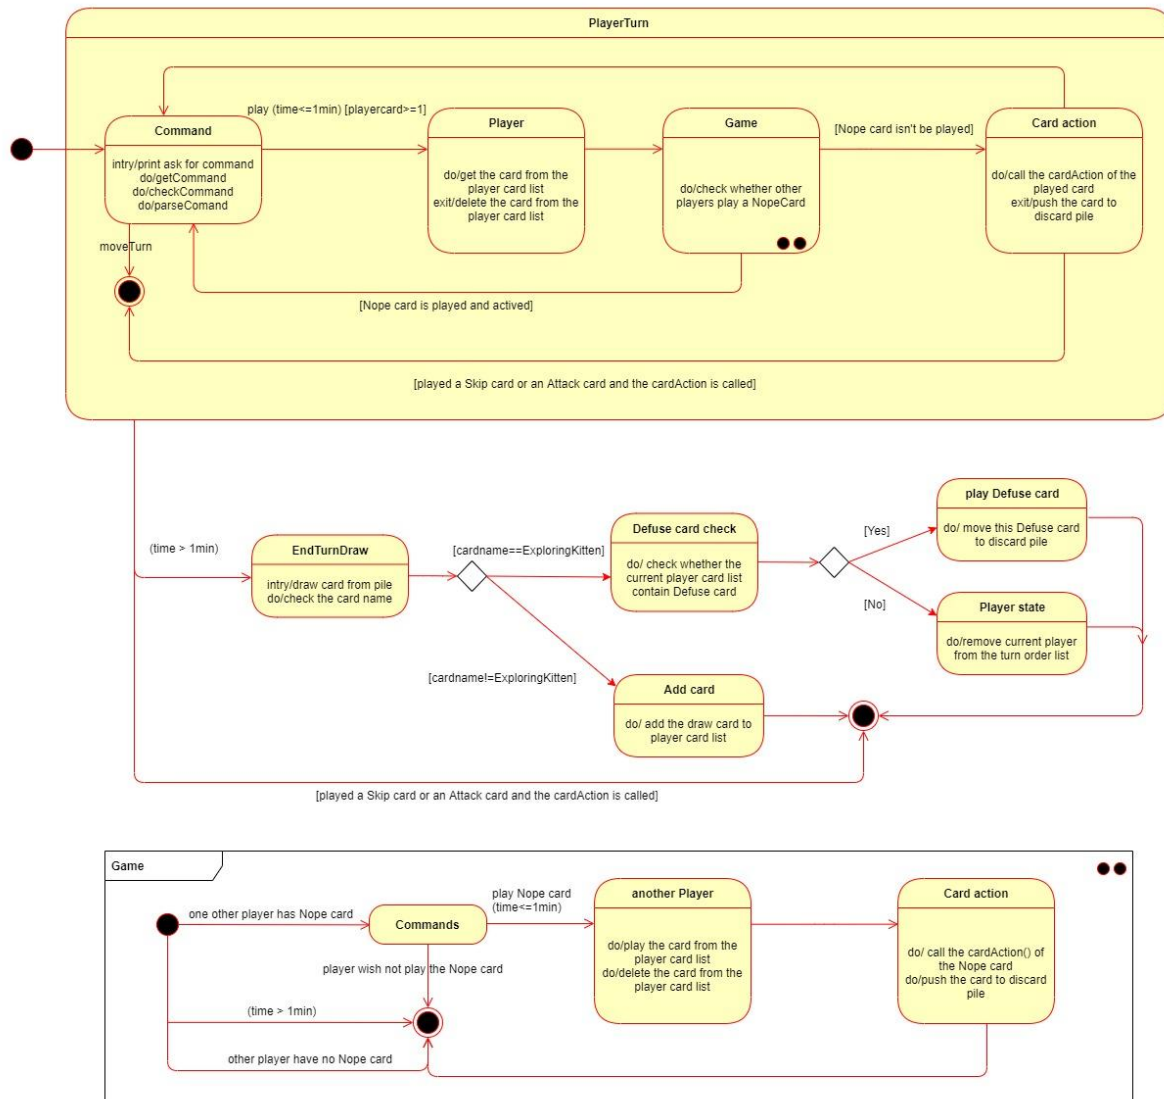 PlayerTurn
play (time<=1min) [playercard>=1]
Command
intry/print ask for command
do/getCommand
do/checkCommand
do/parseComand
Player
do/get the card from the
player card list
exit/delete the card from the
player card list
Game
do/check whether other
players play a NopeCard
[Nope card isn't be played]
Card action
do/call the cardAction of the
played card
exit/push the card to
discard pile
moveTurn
[Nope card is played and actived]
[played a Skip card or an Attack card and the cardAction is called]
(time > 1min)
EndTurnDraw
intry/draw card from pile
do/check the card name
[cardname==ExploringKitten]
Defuse card check
do/ check whether the
current player card list
contain Defuse card
[Yes]
play Defuse card
do/ move this Defuse card
to discard pile
[No]
Player state
do/remove current player
from the turn order list
[cardname!=ExploringKitten]
Add card
do/ add the draw card to
player card list
[played a Skip card or an Attack card and the cardAction is called]
Game
one other player has Nope card
Commands
play Nope card
(time<=1min)
another Player
do/play the card from the
player card list
do/delete the card from the
player card list
Card action
do/ call the cardAction() of
the Nope card
do/push the card to discard
pile
player wish not play the Nope card
(time > 1min)
other player have no Nope card